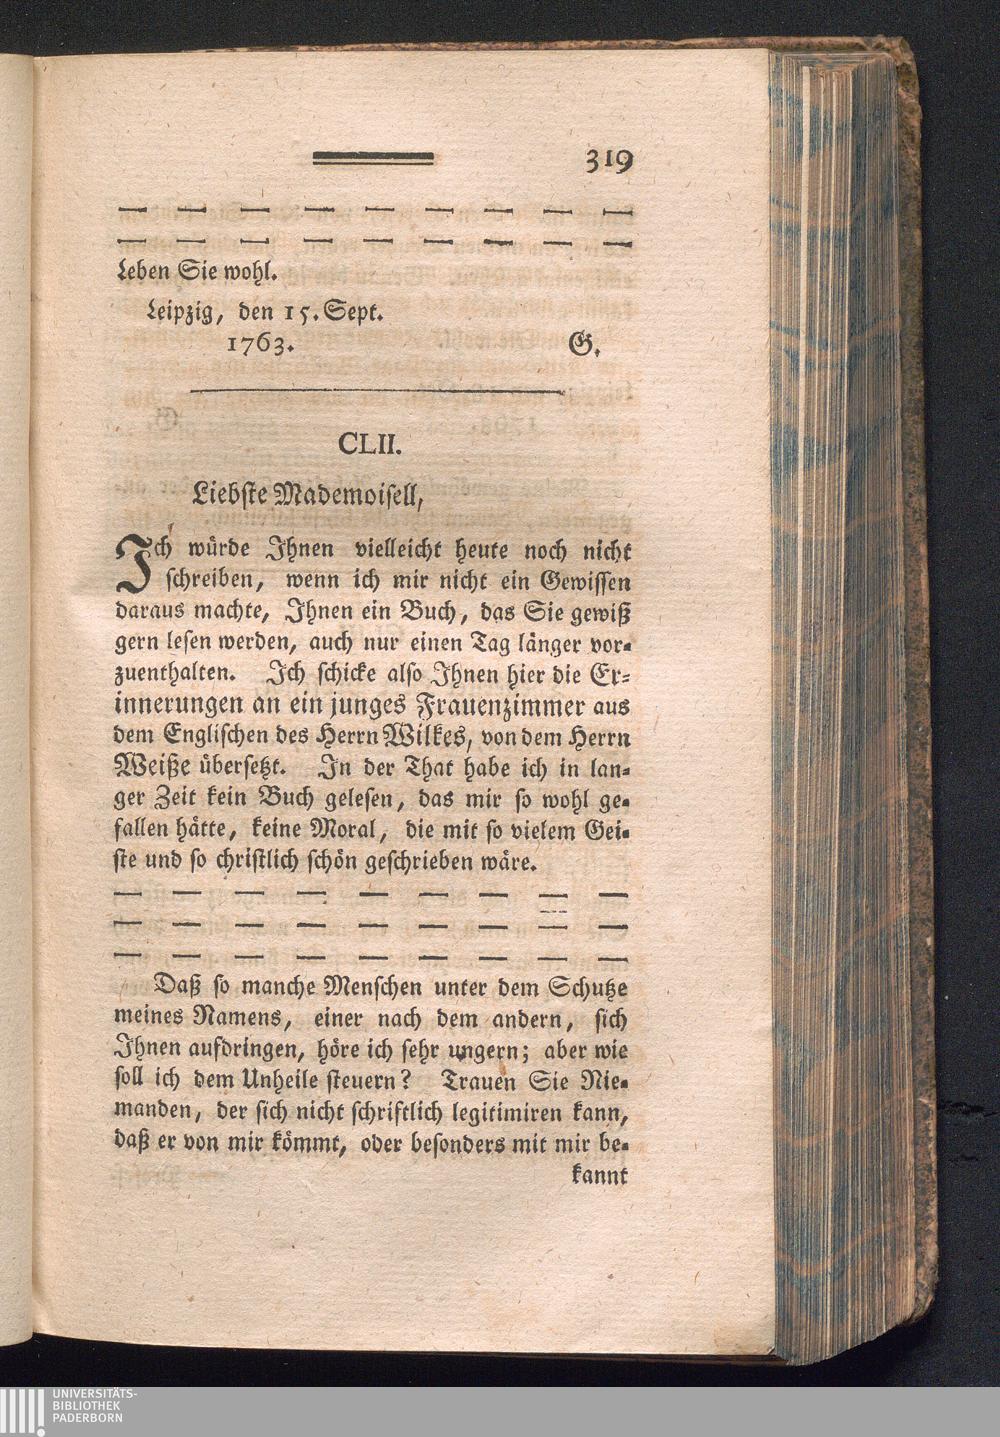 319
— — — — — — — — —
— — — — — — — — —
Leben Sie wohl.
Leipzig, den 15. Sept.
1763. G.
CLII.
Liebste Mademoisell,
Ich würde Ihnen vielleicht heute noch nicht
schreiben, wenn ich mir nicht ein Gewissen
daraus machte, Ihnen ein Buch, das Sie gewiß
gern lesen werden, auch nur einen Tag länger vor-
zuenthalten. Ich schicke also Ihnen hier die Er-
innerungen an ein junges Frauenzimmer aus
dem Englischen des Herrn Wilkes, von dem Herrn
Weiße übersetzt. In der That habe ich in lan-
ger Zeit kein Buch gelesen, das mir so wohl ge-
fallen hätte, keine Moral, die mit so vielem Gei-
ste und so christlich schön geschrieben wäre.
— — — — — — — — —
— — — — — — — — —
— — — — — — — — —
Daß so manche Menschen unter dem Schutze
meines Namens, einer nach dem andern, sich
Ihnen aufdringen, höre ich sehr ungern; aber wie
soll ich dem Unheile steuern? Trauen Sie Nie-
manden, der sich nicht schriftlich legitimiren kann,
daß er von mir kömmt, oder besonders mit mir be-
kannt
UNIVERSITÄTS-
BIBLIOTHEK
PADERBORN